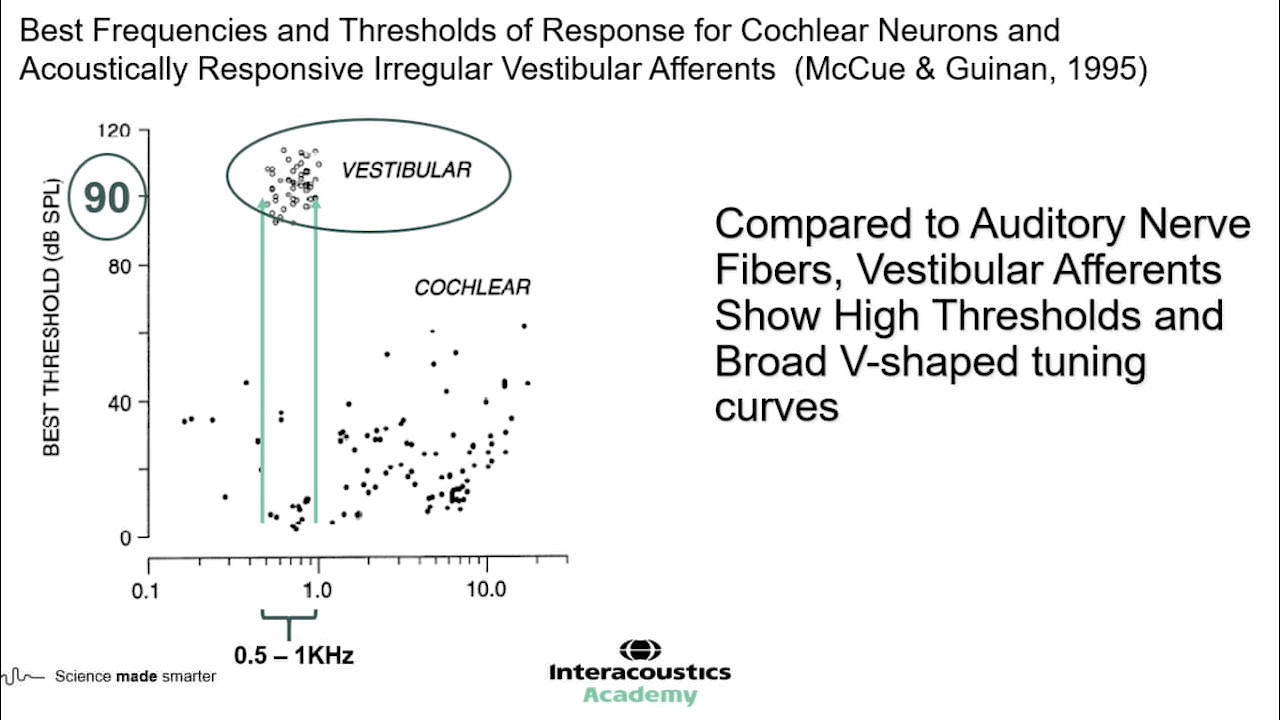 Best Frequencies and Thresholds of Response for Cochlear Neurons and
Acoustically Responsive Irregular Vestibular Afferents (McCue & Guinan, 1995)
120
90
80
40
0
BEST THRESHOLD (dB SPL)
VESTIBULAR
COCHLEAR
0.1
1.0
10.0
0.5 – 1KHz
Compared to Auditory Nerve
Fibers, Vestibular Afferents
Show High Thresholds and
Broad V-shaped tuning
curves
Science made smarter
Interacoustics
Academy